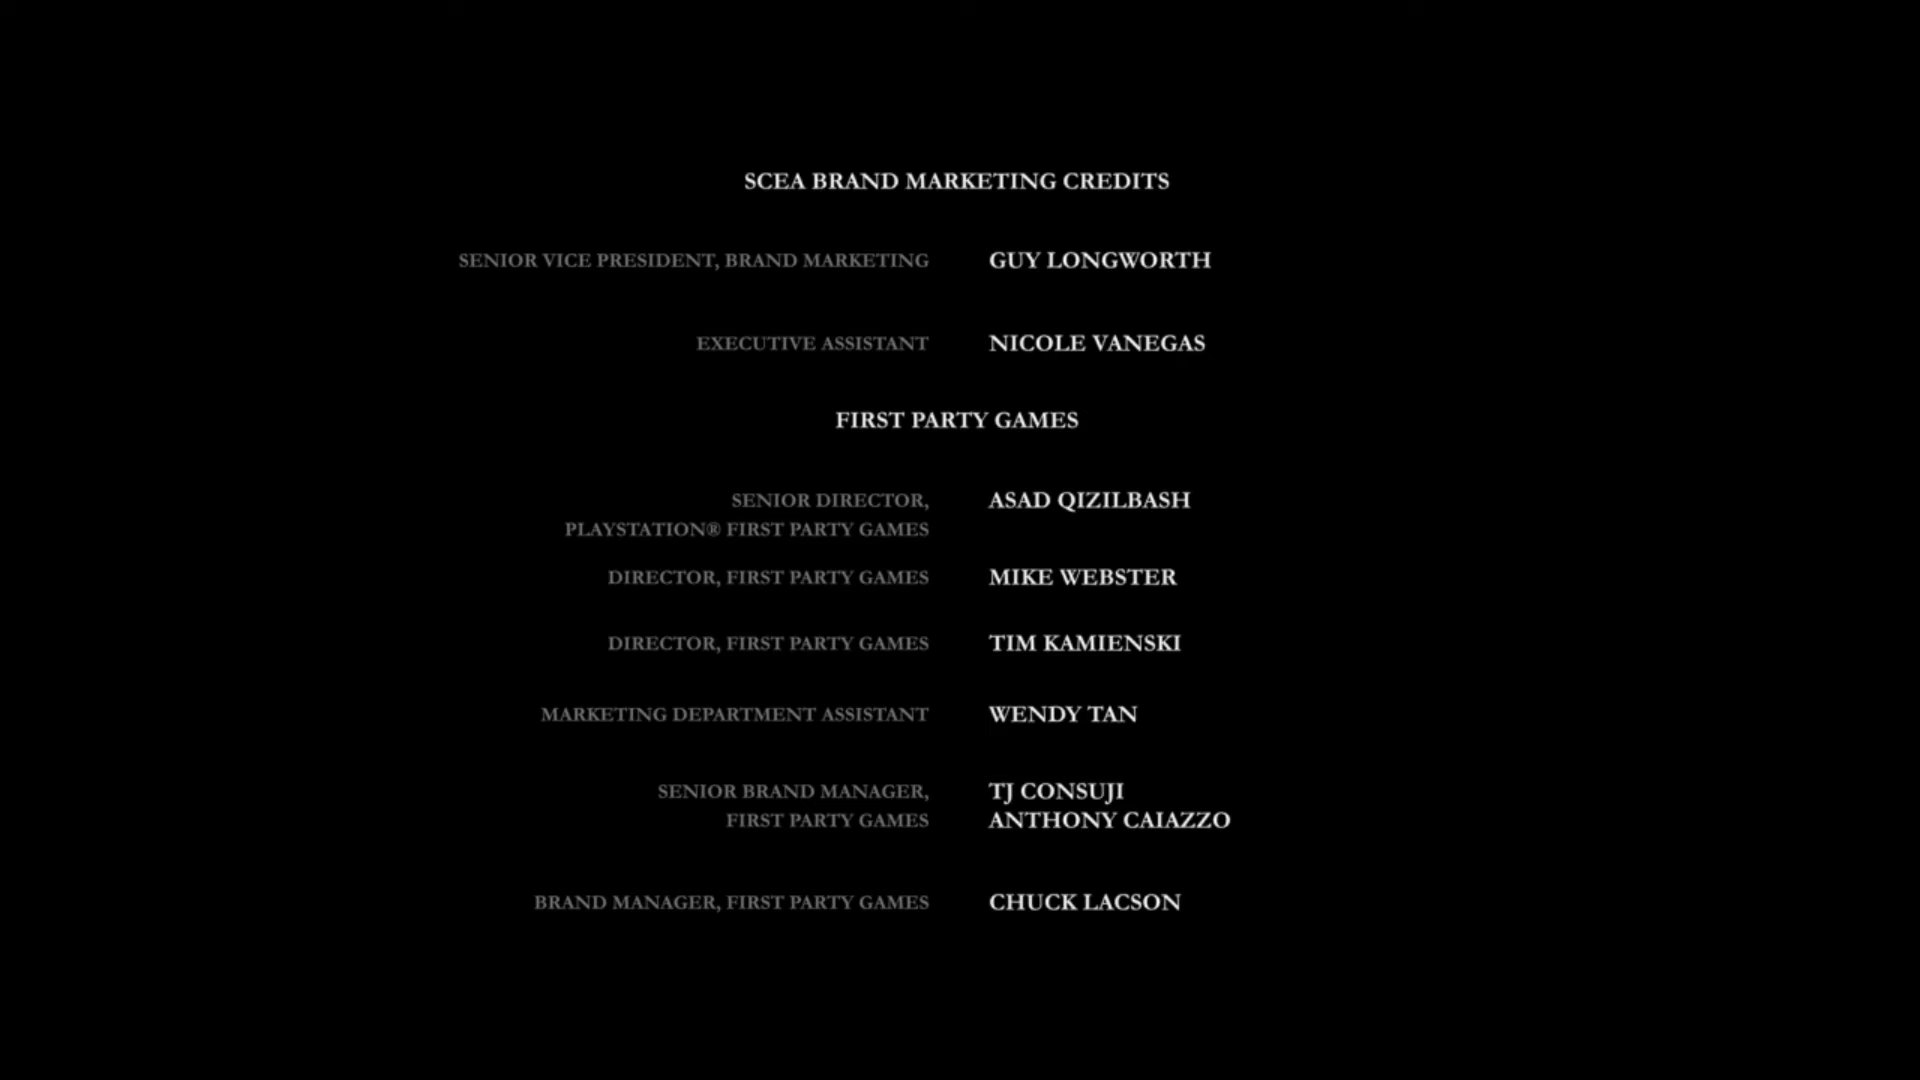 SCEA BRAND MARKETING CREDITS
SENIOR VICE PRESIDENT, BRAND MARKETING GUY LONGWORTH
EXECUTIVE ASSISTANT NICOLE VANEGAS
FIRST PARTY GAMES
SENIOR DIRECTOR, ASAD QIZILBASH
PLAYSTATION® FIRST PARTY GAMES
DIRECTOR, FIRST PARTY GAMES MIKE WEBSTER
DIRECTOR, FIRST PARTY GAMES TIM KAMIENSKI
MARKETING DEPARTMENT ASSISTANT WENDY TAN
SENIOR BRAND MANAGER, TJ CONSUJI
FIRST PARTY GAMES ANTHONY CAIAZZO
BRAND MANAGER, FIRST PARTY GAMES CHUCK LACSON